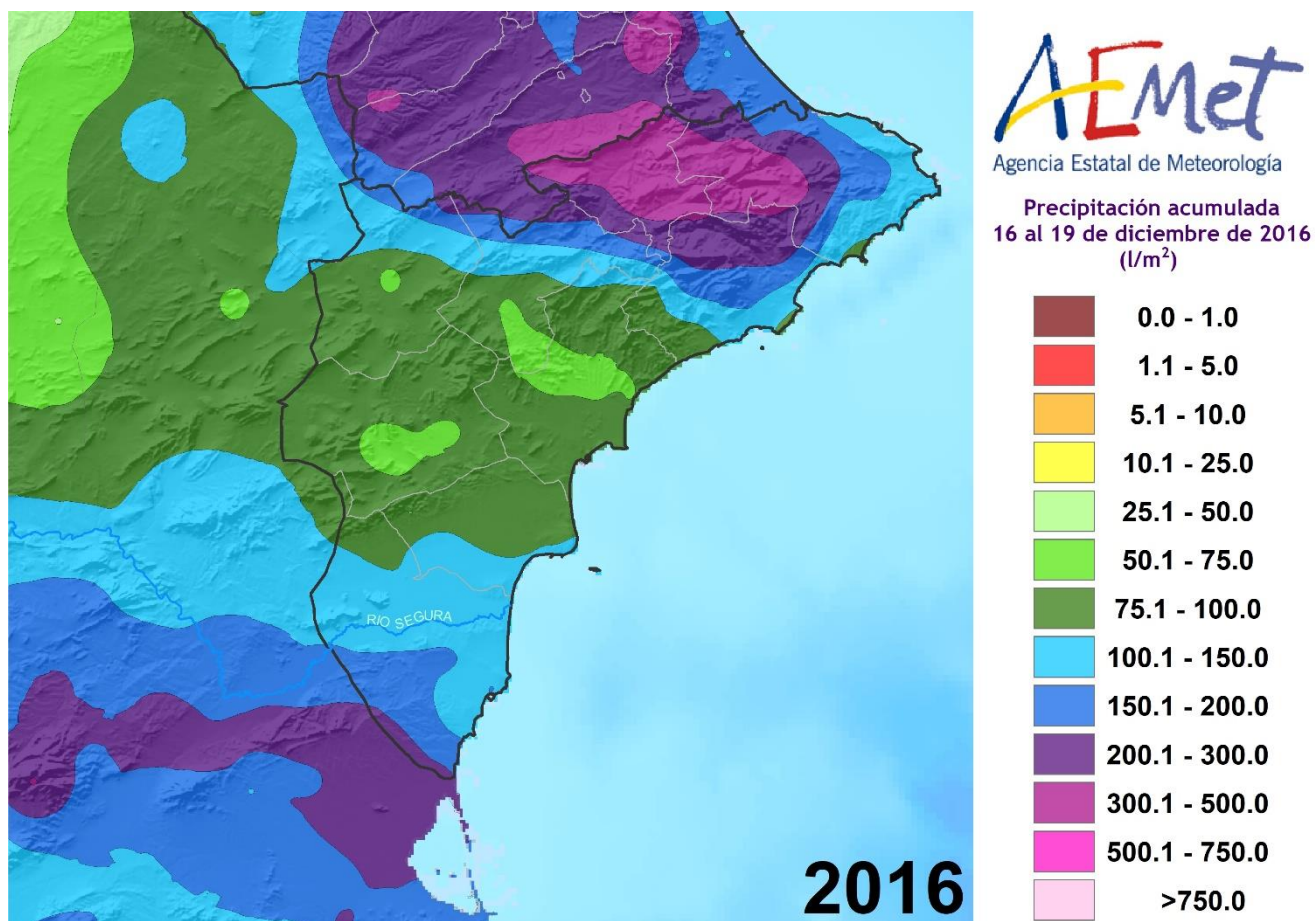 RIO SEGURA
2016
AEMet
Agencia Estatal de Meteorología
Precipitación acumulada
16 al 19 de diciembre de 2016
(l/m²)
0.0 - 1.0
1.1 - 5.0
5.1 - 10.0
10.1 - 25.0
25.1 - 50.0
50.1 - 75.0
75.1 - 100.0
100.1 - 150.0
150.1 - 200.0
200.1 - 300.0
300.1 - 500.0
500.1 - 750.0
>750.0